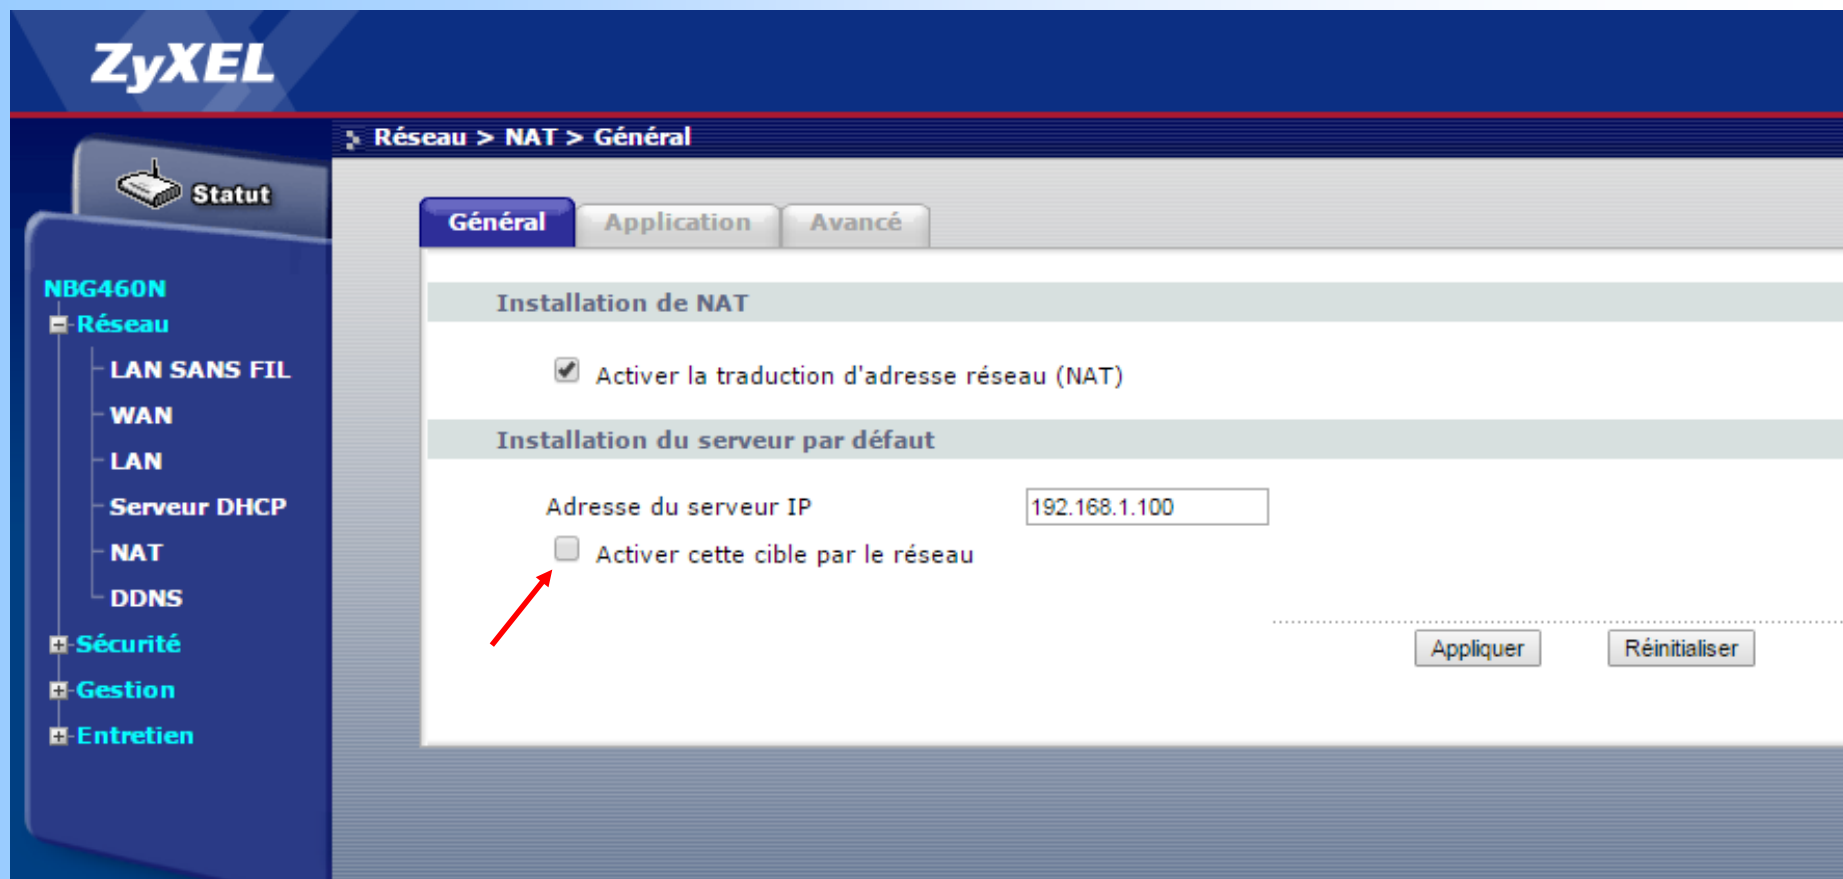 ZyXEL
Réseau > NAT > Général
Statut
Général
Application
Avancé
NBG460N
Réseau
LAN SANS FIL
WAN
LAN
Serveur DHCP
NAT
DDNS
Sécurité
Gestion
Entretien
Installation de NAT
Activer la traduction d'adresse réseau (NAT)
Installation du serveur par défaut
Adresse du serveur IP 192.168.1.100
Activer cette cible par le réseau
Appliquer Réinitialiser